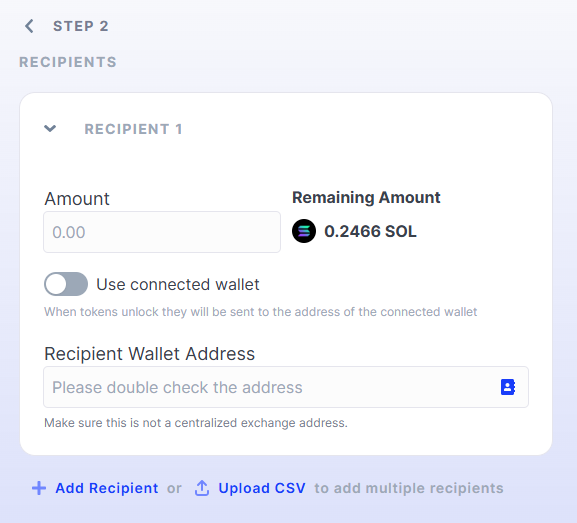 STEP 2
RECIPIENTS
RECIPIENT 1
Amount
Remaining Amount
0.00
0.2466 SOL
Use connected wallet
When tokens unlock they will be sent to the address of the connected wallet
Recipient Wallet Address
Please double check the address
Make sure this is not a centralized exchange address.
Add Recipient or Upload CSV to add multiple recipients